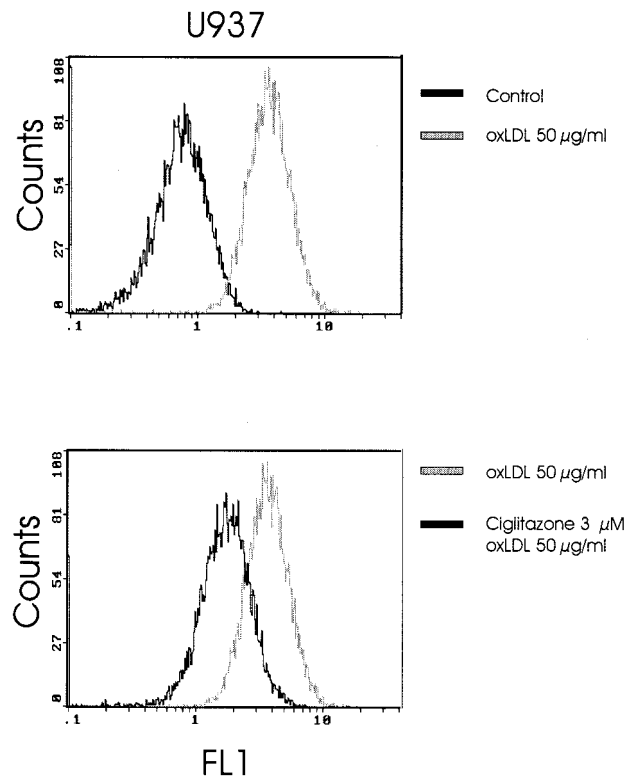 U937
108
81
54
27
0
Counts
.1 1 10
Control
oxLDL 50 µg/ml
108
81
54
27
0
Counts
.1 1 10
FL1
oxLDL 50 µg/ml
Ciglitazone 3 µM
oxLDL 50 µg/ml